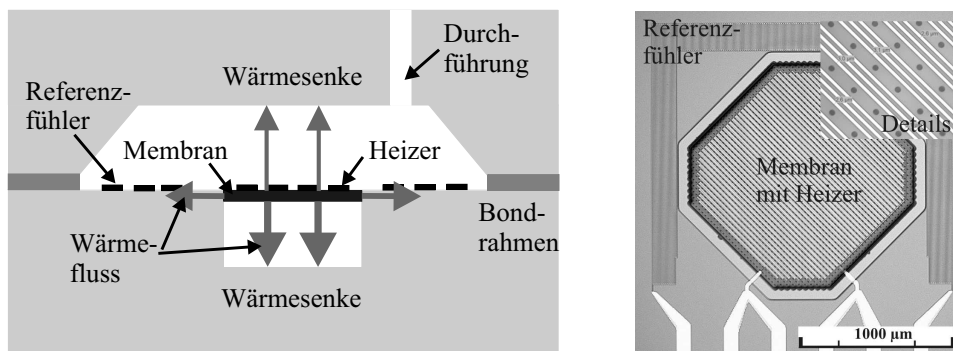 Durch-
führung
Wärmesenke
Referenz-
fühler
Membran
Heizer
Bond-
rahmen
Wärme-
fluss
Wärmesenke
Referenz-
fühler
Details
Membran
mit Heizer
1000 µm